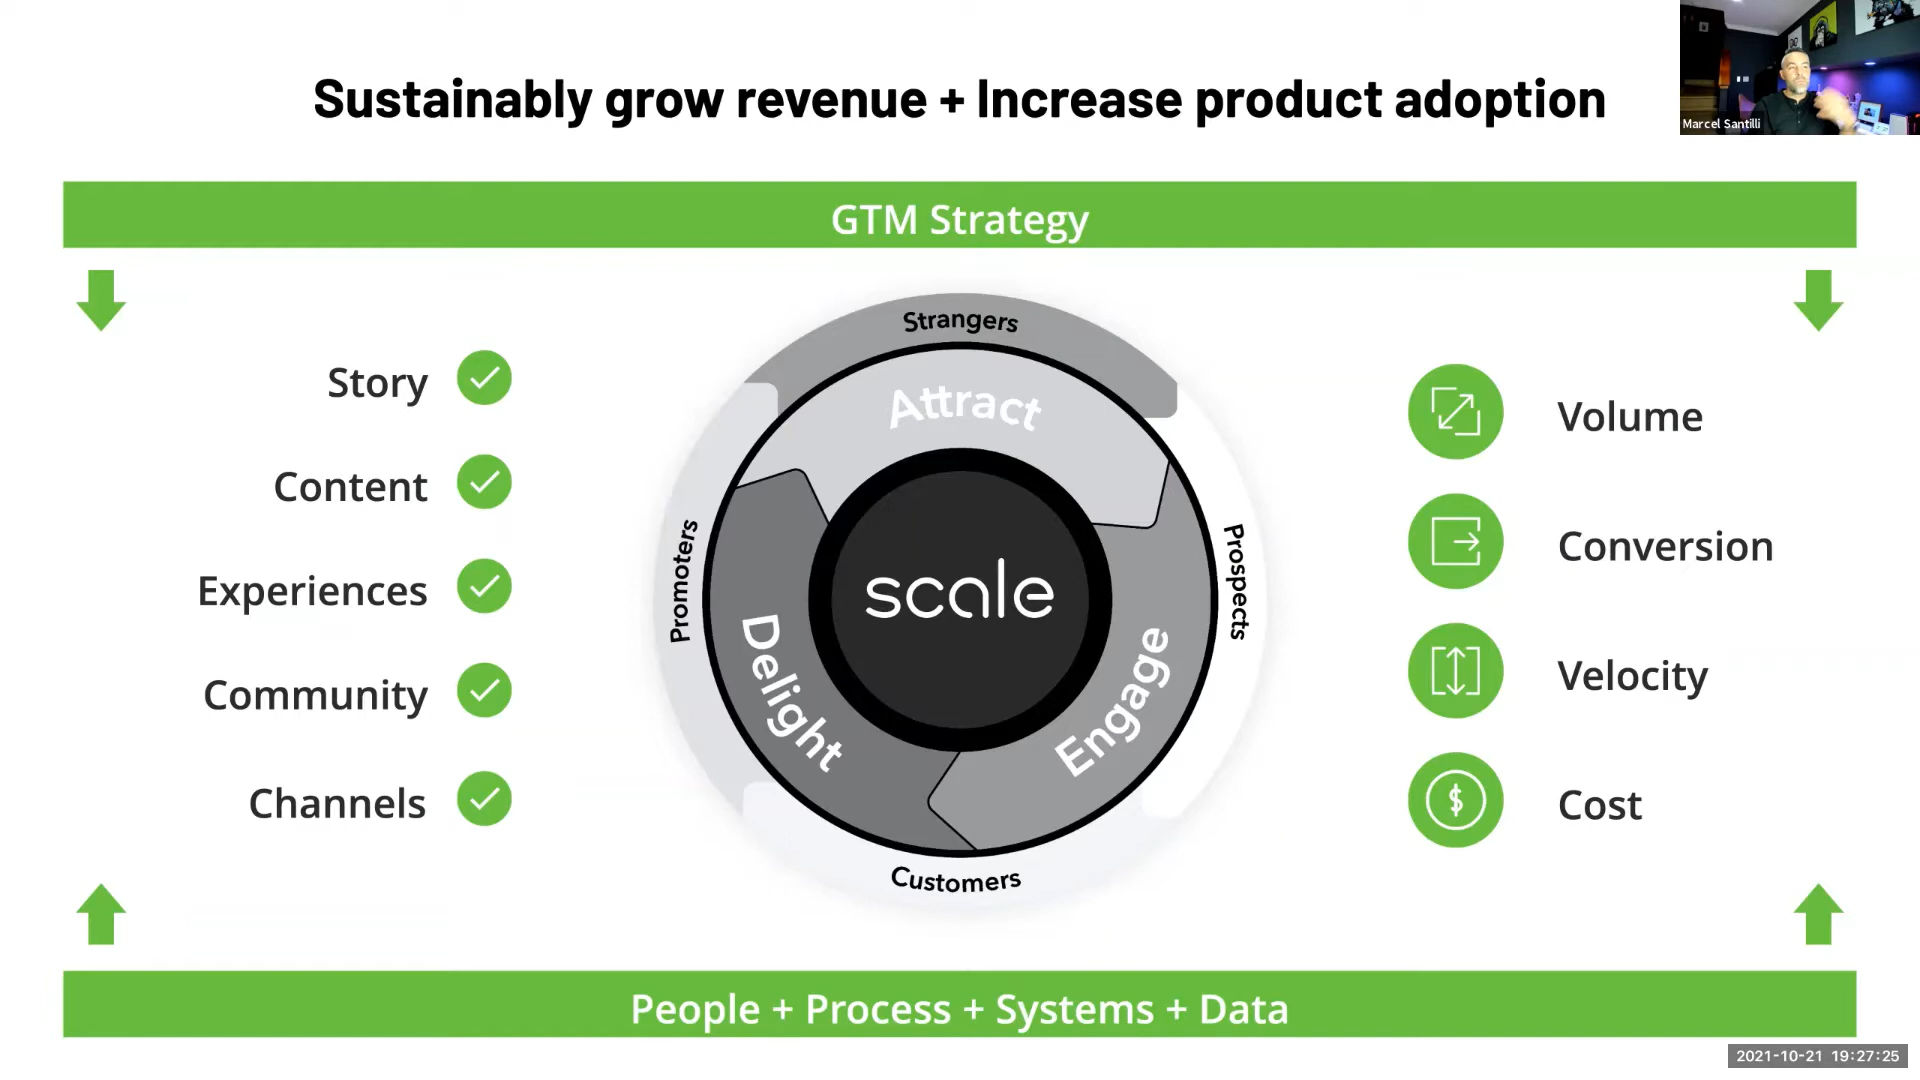 Sustainably grow revenue + Increase product adoption
Marcel Santilli
GTM Strategy
Story
Content
Experiences
Community
Channels
Strangers
Attract
Promoters
Prospects
scale
Delight
Engage
Customers
Volume
Conversion
Velocity
$
Cost
People + Process + Systems + Data
2021-10-21 19:27:25